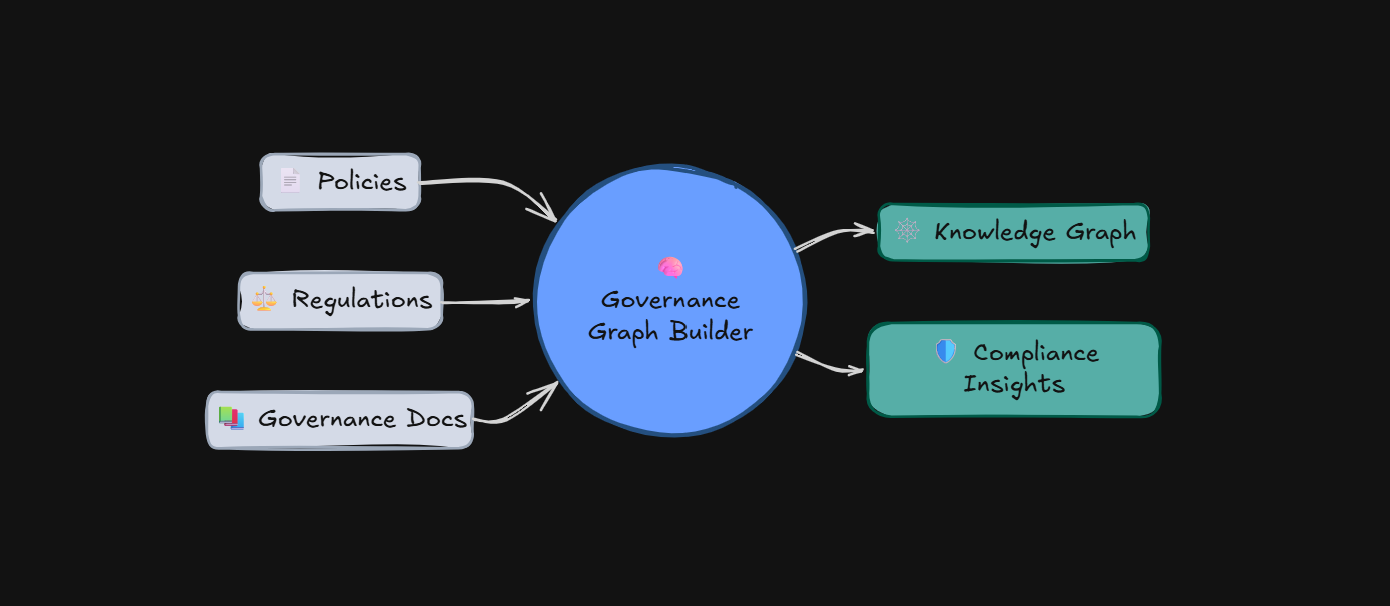 Policies
Regulations
Governance Docs
Governance
Graph Builder
Knowledge Graph
Compliance
Insights